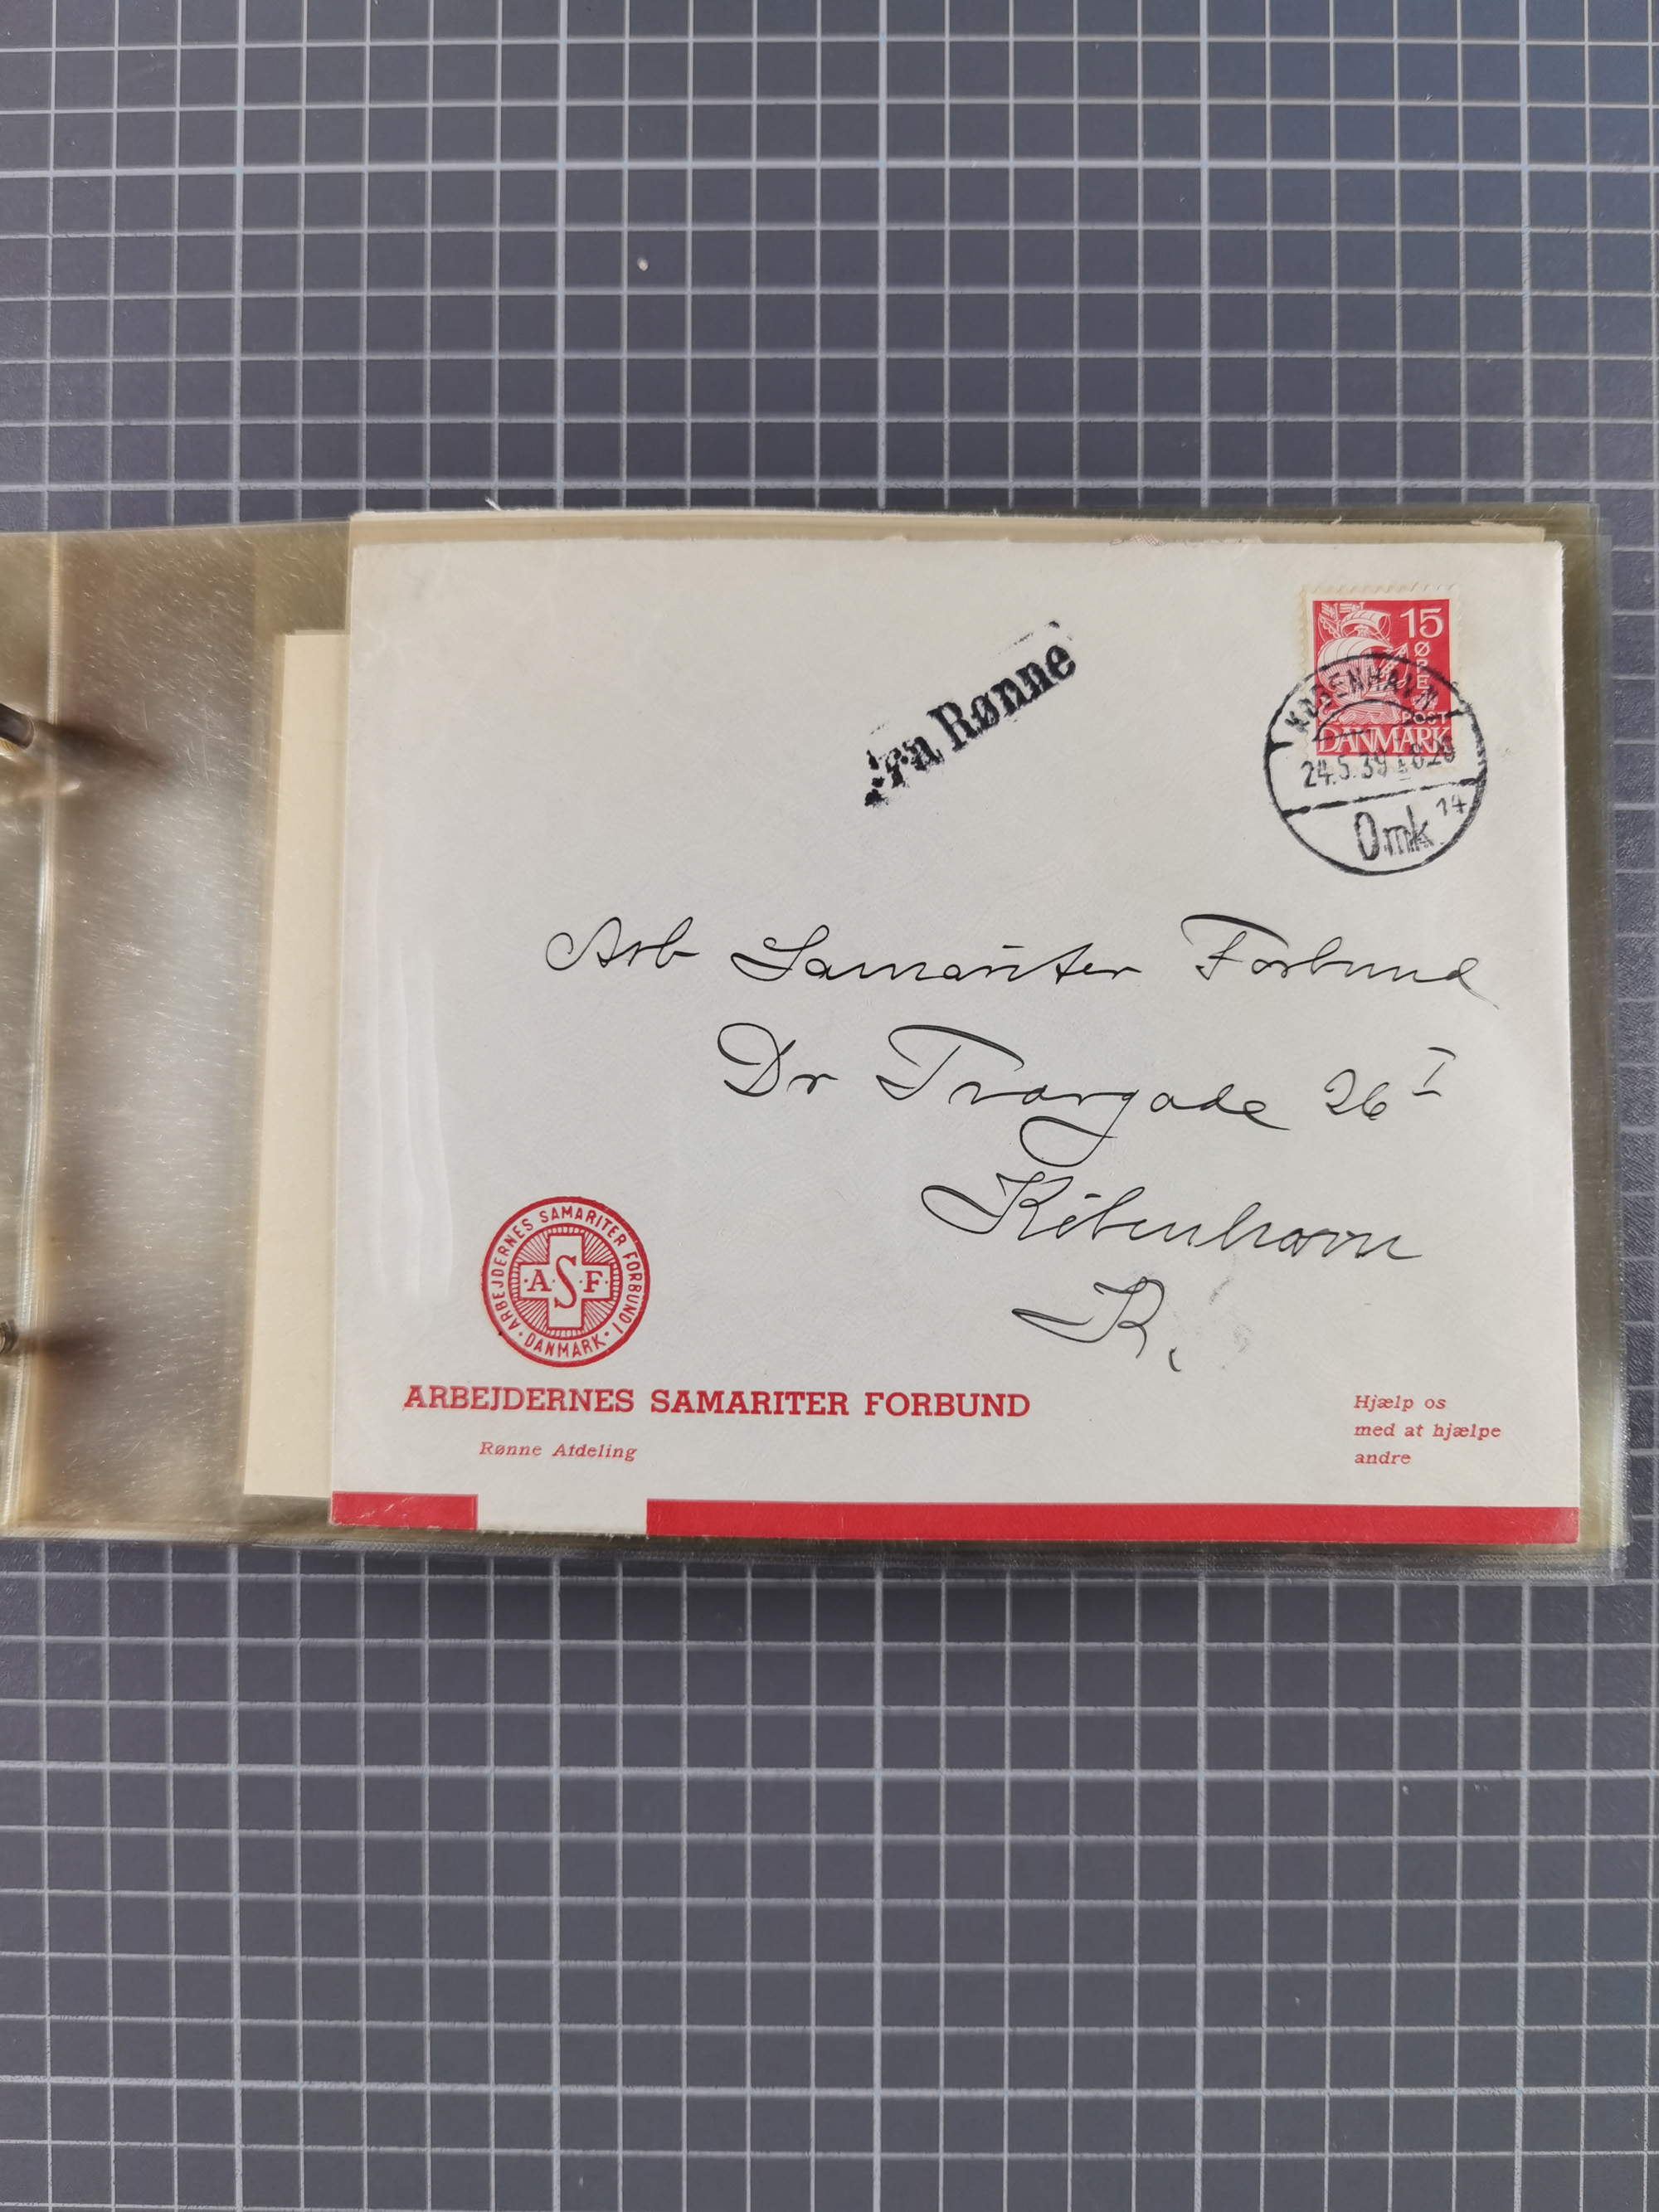 fra Rønne
15
ØRE
POST
DANMARK
KØBENHAVN
24.5.39
Omk 14
Arb Samariter Forbund
Dr Tvargade 26 I
København
K.
ARBEJDERNES SAMARITER FORBUND I
DANMARK
A S F
ARBEJDERNES SAMARITER FORBUND
Rønne Afdeling
Hjælp os
med at hjælpe
andre